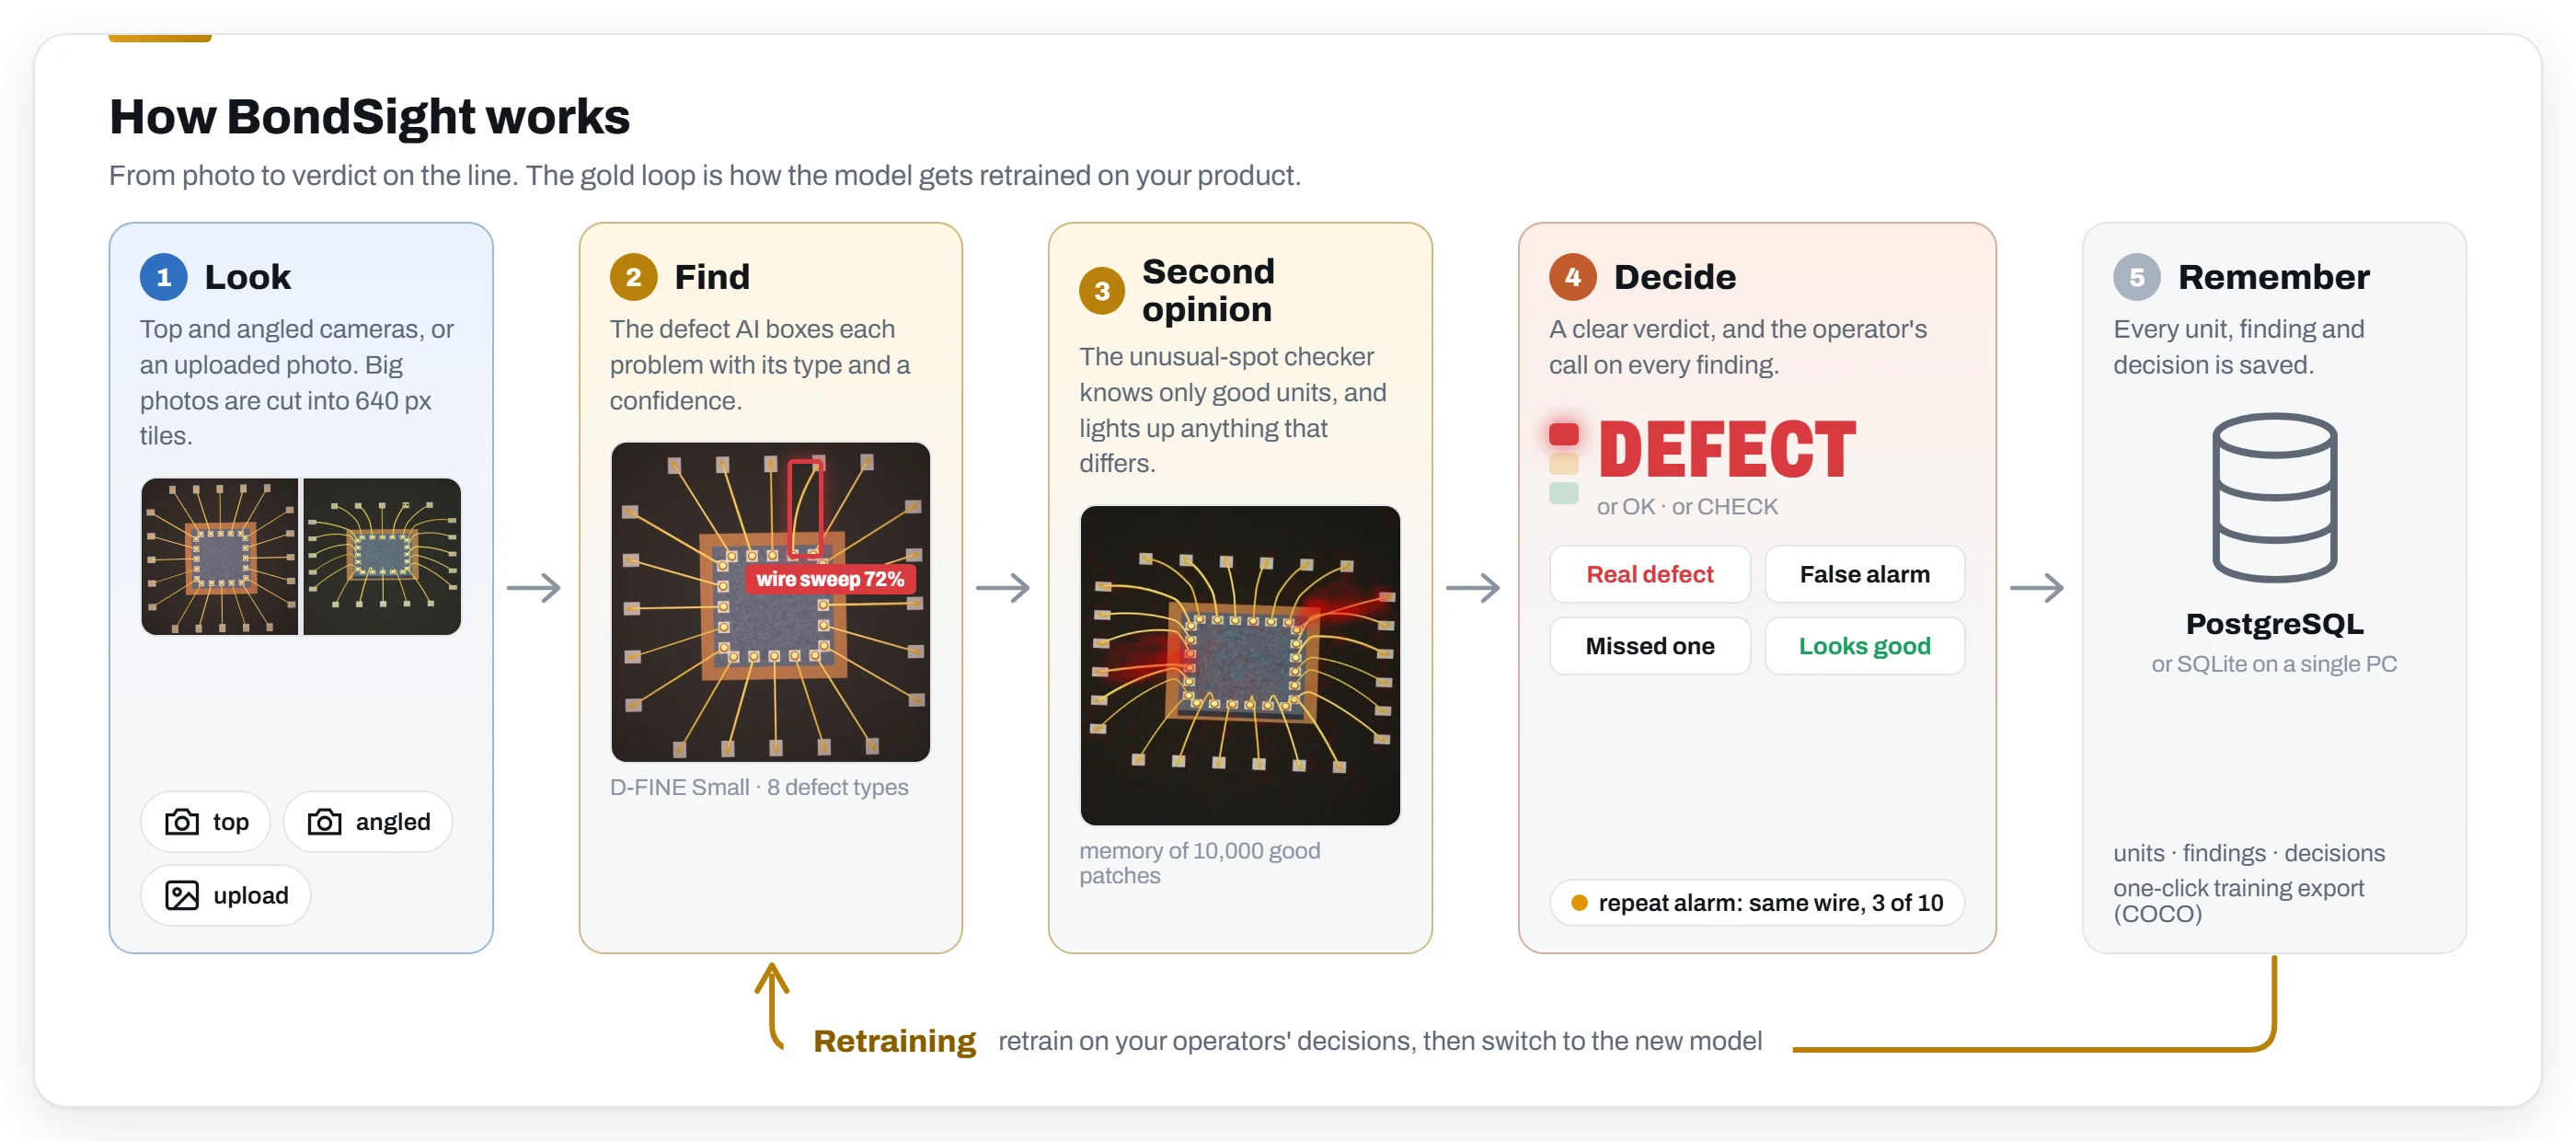 How BondSight works
From photo to verdict on the line. The gold loop is how the model gets retrained on your product.
1 Look
Top and angled cameras, or
an uploaded photo. Big
photos are cut into 640 px
tiles.
top
angled
upload
2 Find
The defect AI boxes each
problem with its type and a
confidence.
wire sweep 72%
D-FINE Small · 8 defect types
3 Second
opinion
The unusual-spot checker
knows only good units, and
lights up anything that
differs.
memory of 10,000 good
patches
4 Decide
A clear verdict, and the operator's
call on every finding.
DEFECT
or OK · or CHECK
Real defect
False alarm
Missed one
Looks good
repeat alarm: same wire, 3 of 10
5 Remember
Every unit, finding and
decision is saved.
PostgreSQL
or SQLite on a single PC
units · findings · decisions
one-click training export
(COCO)
Retraining retrain on your operators' decisions, then switch to the new model